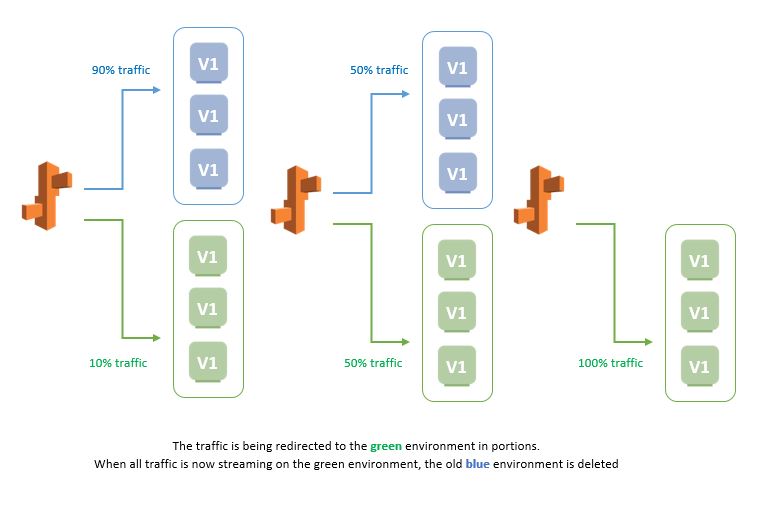 90% traffic
V1
V1
V1
10% traffic
V1
V1
V1
50% traffic
V1
V1
V1
50% traffic
V1
V1
V1
100% traffic
V1
V1
V1
The traffic is being redirected to the green environment in portions.
When all traffic is now streaming on the green environment, the old blue environment is deleted